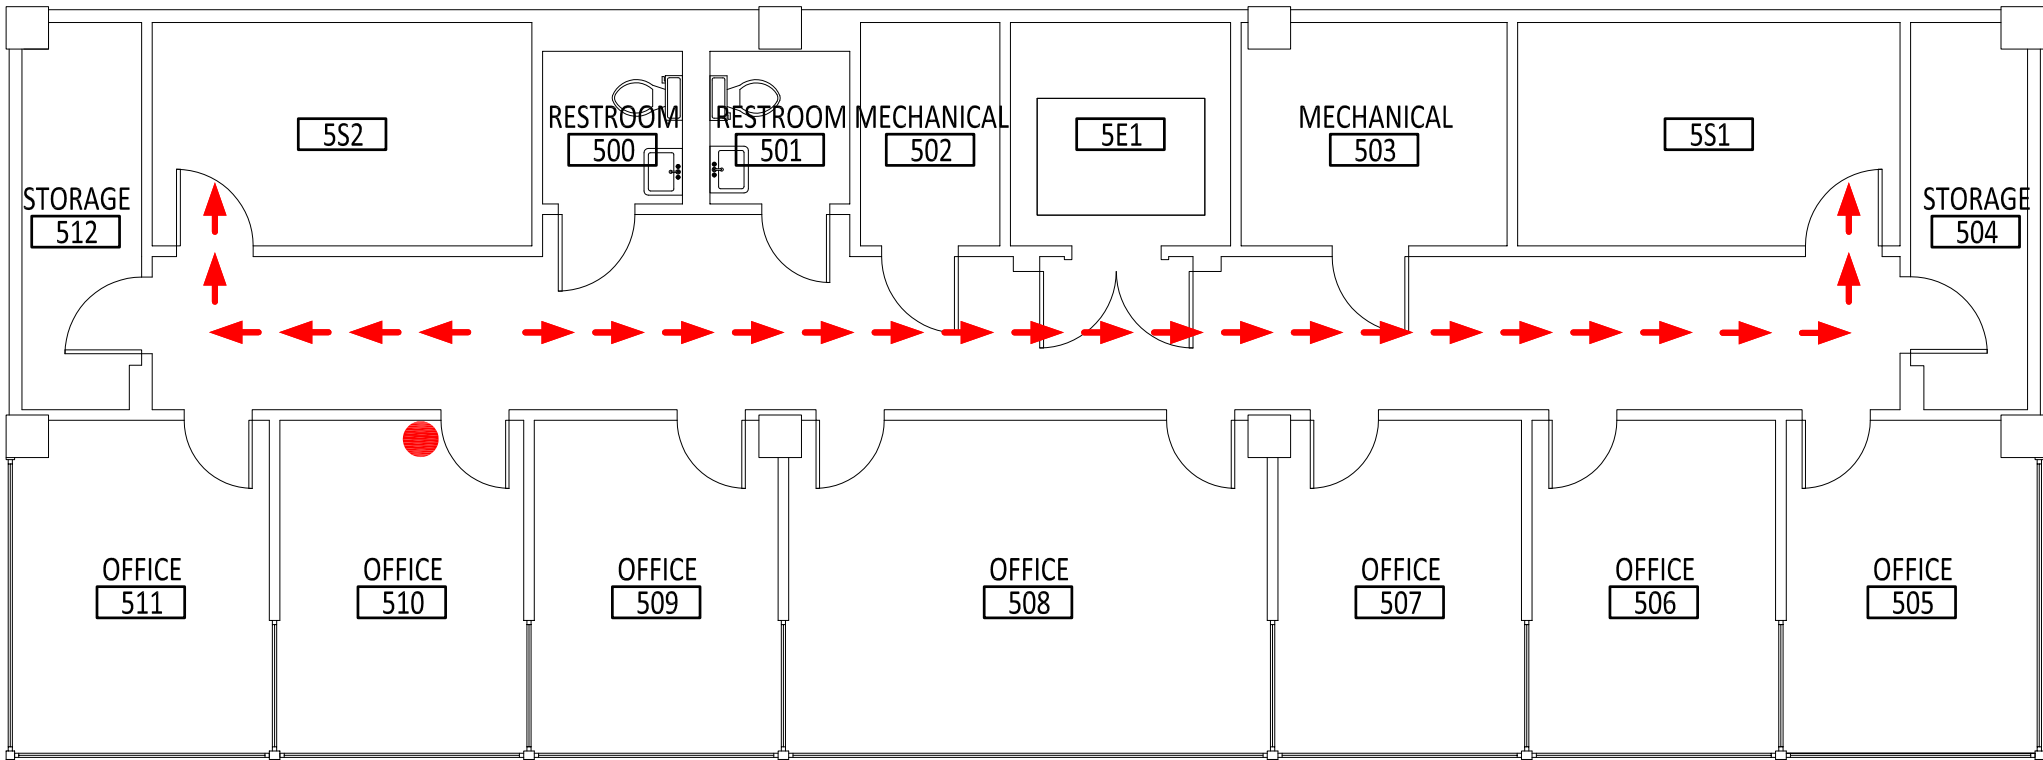 5S2
RESTROOM
500
RESTROOM
501
MECHANICAL
502
5E1
MECHANICAL
503
5S1
STORAGE
512
STORAGE
504
OFFICE
511
OFFICE
510
OFFICE
509
OFFICE
508
OFFICE
507
OFFICE
506
OFFICE
505